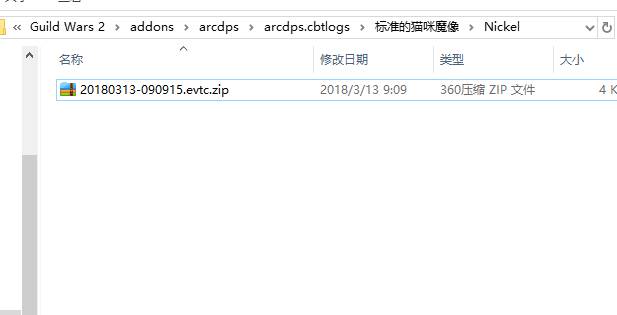 « Guild Wars 2 › addons › arcdps › arcdps.cbtlogs › 标准的猫咪魔像 › Nickel
名称 修改日期 类型 大小
20180313-090915.evtc.zip 2018/3/13 9:09 360压缩 ZIP 文件 4 K